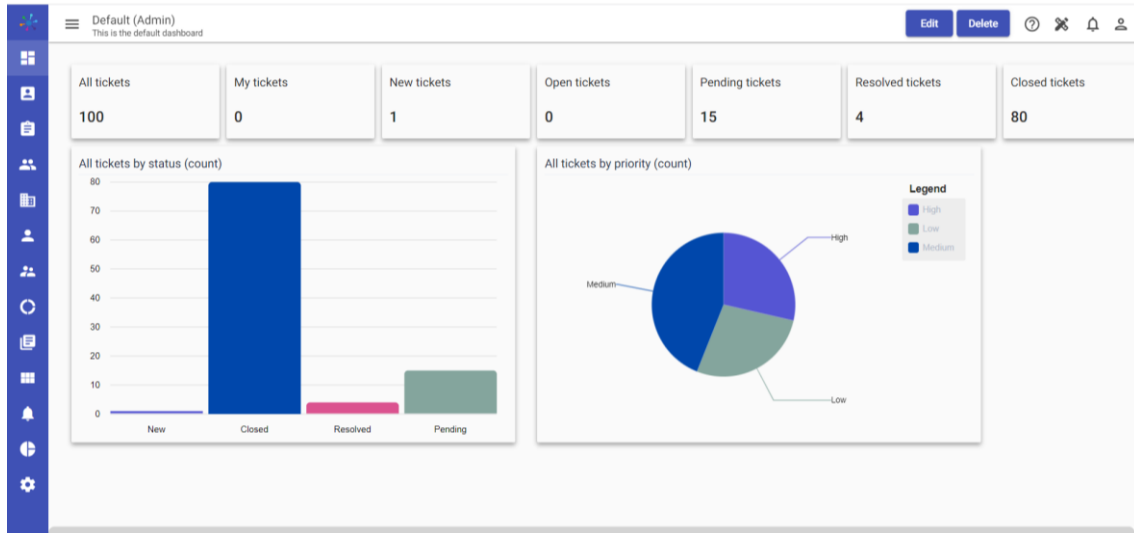 Default (Admin)
This is the default dashboard
Edit
Delete
All tickets
100
My tickets
0
New tickets
1
Open tickets
0
Pending tickets
15
Resolved tickets
4
Closed tickets
80
All tickets by status (count)
80
70
60
50
40
30
20
10
0
New
Closed
Resolved
Pending
All tickets by priority (count)
Legend
High
Low
Medium
High
Medium
Low